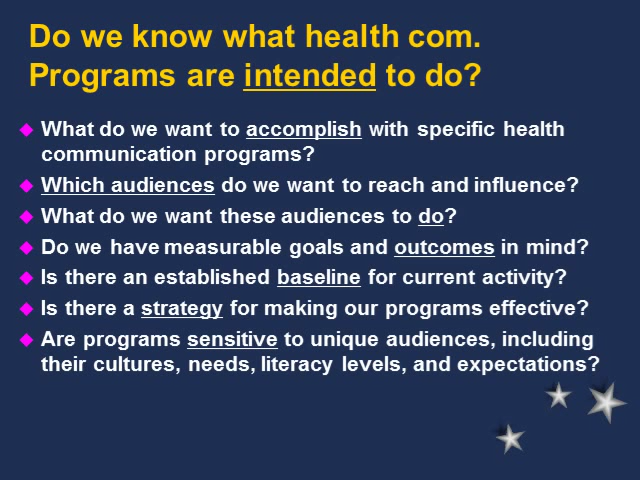 Do we know what health com.
Programs are intended to do?
What do we want to accomplish with specific health
communication programs?
Which audiences do we want to reach and influence?
What do we want these audiences to do?
Do we have measurable goals and outcomes in mind?
Is there an established baseline for current activity?
Is there a strategy for making our programs effective?
Are programs sensitive to unique audiences, including
their cultures, needs, literacy levels, and expectations?